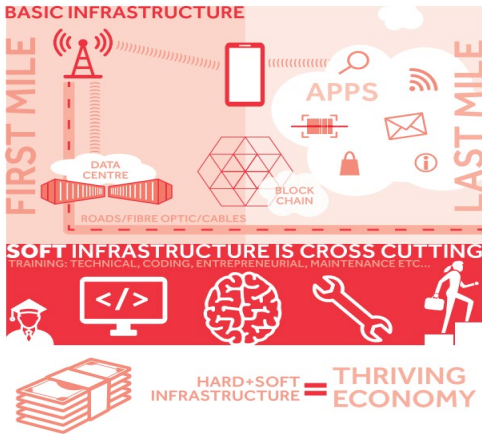 BASIC INFRASTRUCTURE
FIRST MILE
APPS
LAST MILE
DATA
CENTRE
BLOCK
CHAIN
ROADS/FIBRE OPTIC/CABLES
SOFT INFRASTRUCTURE IS CROSS CUTTING
TRAINING: TECHNICAL, CODING, ENTREPRENEURIAL, MAINTENANCE ETC...
</>
HARD+SOFT
INFRASTRUCTURE
=
THRIVING
ECONOMY